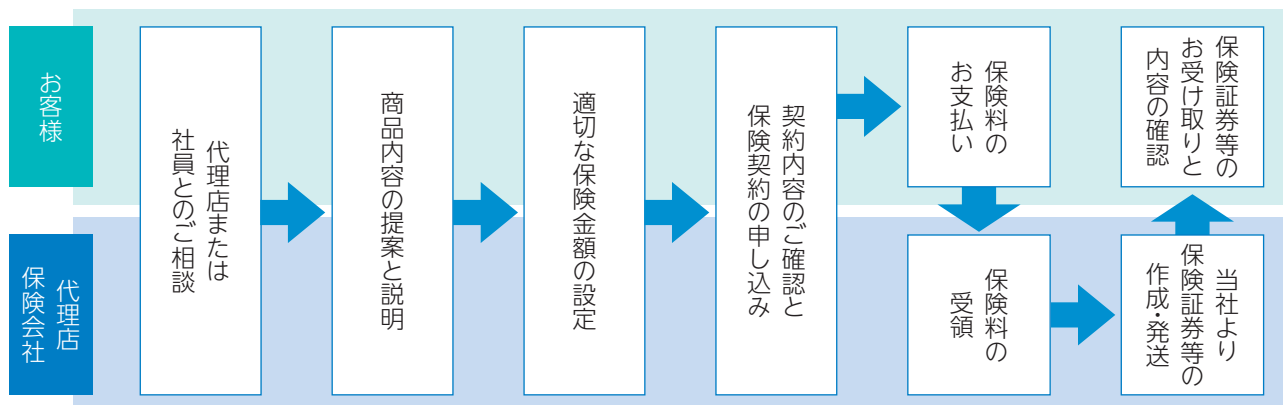 お客様
代理店
保険会社
代理店または
社員とのご相談
商品内容の提案と説明
適切な保険金額の設定
契約内容のご確認と
保険契約の申し込み
保険料の
お支払い
保険料の
受領
当社より
保険証券等の
作成・発送
保険証券等の
お受け取りと
内容の確認